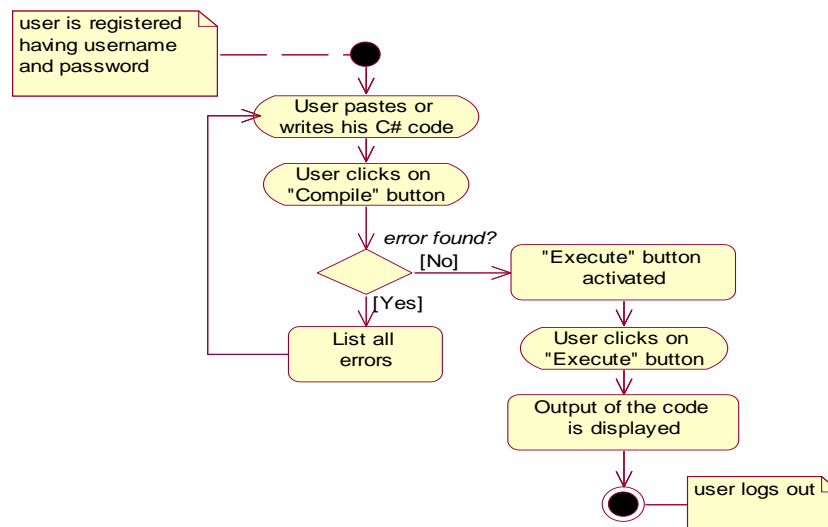 user is registered
having username
and password
User pastes or
writes his C# code
User clicks on
"Compile" button
error found?
[No]
"Execute" button
activated
[Yes]
List all
errors
User clicks on
"Execute" button
Output of the code
is displayed
user logs out